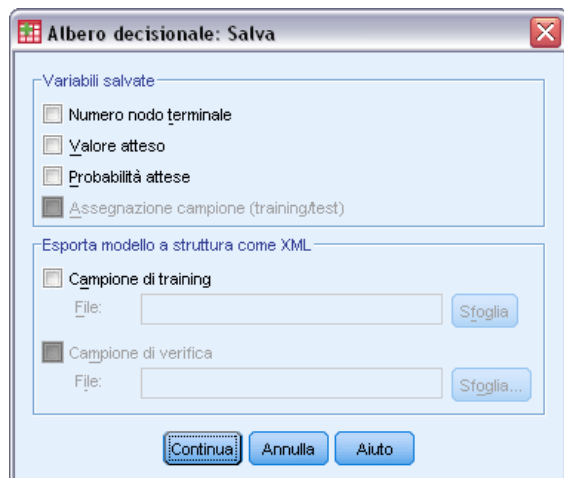 Albero decisionale: Salva
Variabili salvate
Numero nodo terminale
Valore atteso
Probabilità attese
Assegnazione campione (training/test)
Esporta modello a struttura come XML
Campione di training
File:
Sfoglia
Campione di verifica
File:
Sfoglia...
Continua Annulla Aiuto